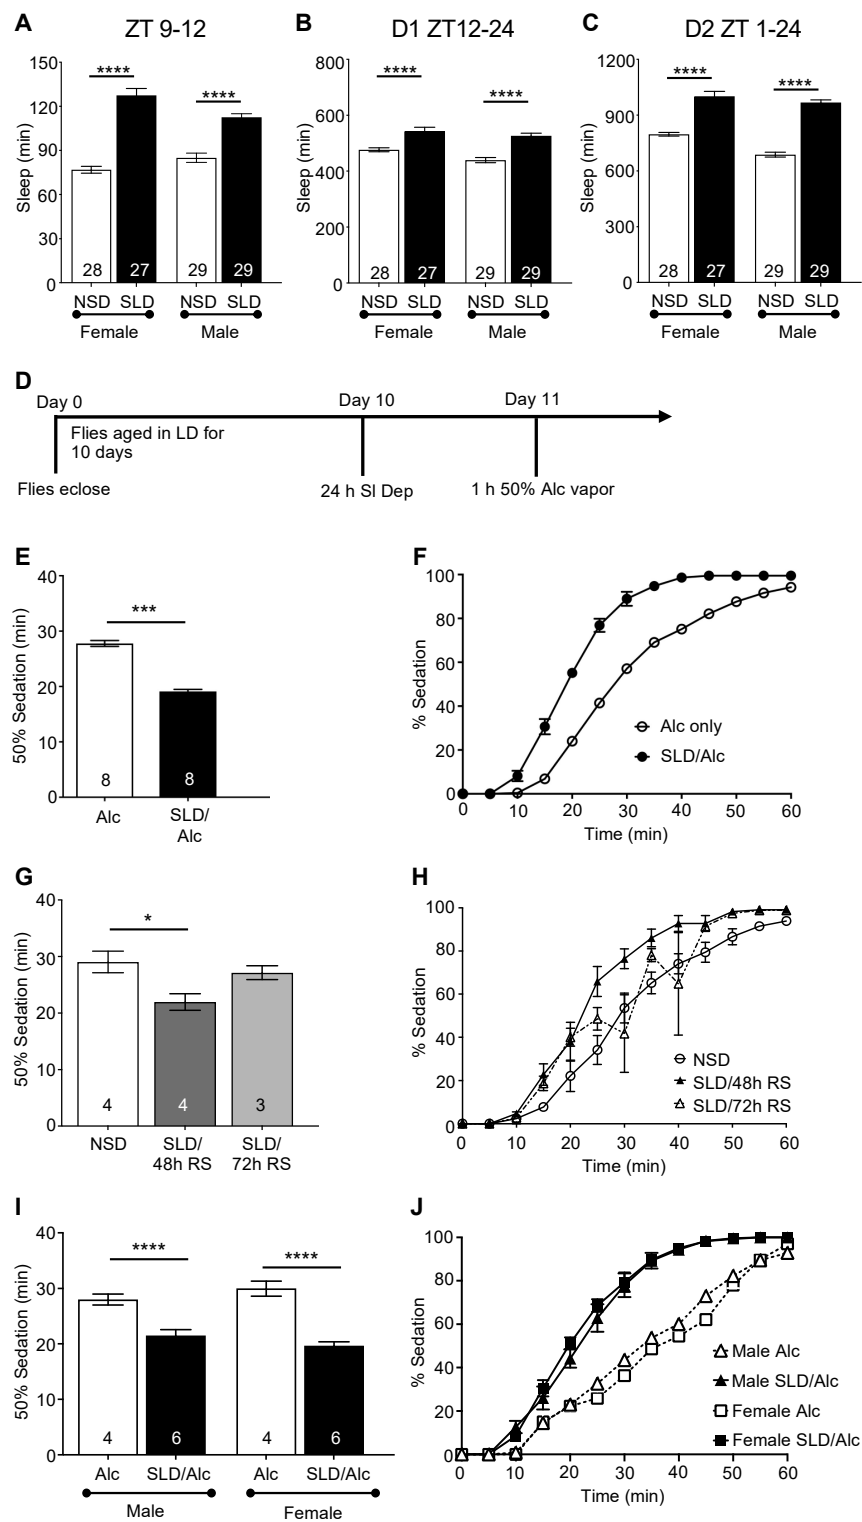 A
ZT 9-12
B
D1 ZT12-24
C
D2 ZT 1-24
Sleep (min)
150
120
90
60
30
0
****
****
28
27
29
29
NSD
SLD
NSD
SLD
Female
Male
Sleep (min)
800
600
400
200
0
****
****
28
27
29
29
NSD
SLD
NSD
SLD
Female
Male
Sleep (min)
1200
900
600
300
0
****
****
28
27
29
29
NSD
SLD
NSD
SLD
Female
Male
D
Day 0
Day 10
Day 11
Flies aged in LD for
10 days
Flies eclose
24 h Sl Dep
1 h 50% Alc vapor
E
50% Sedation (min)
40
30
20
10
0
***
8
8
Alc
SLD/
Alc
F
% Sedation
100
80
60
40
20
0
Alc only
SLD/Alc
0
10
20
30
40
50
60
Time (min)
G
50% Sedation (min)
40
30
20
10
0
*
4
4
3
NSD
SLD/
48h RS
SLD/
72h RS
H
% Sedation
100
80
60
40
20
0
NSD
SLD/48h RS
SLD/72h RS
0
10
20
30
40
50
60
Time (min)
I
50% Sedation (min)
40
30
20
10
0
****
****
4
6
4
6
Alc
SLD/Alc
Alc
SLD/Alc
Male
Female
J
% Sedation
100
80
60
40
20
0
Male Alc
Male SLD/Alc
Female Alc
Female SLD/Alc
0
10
20
30
40
50
60
Time (min)